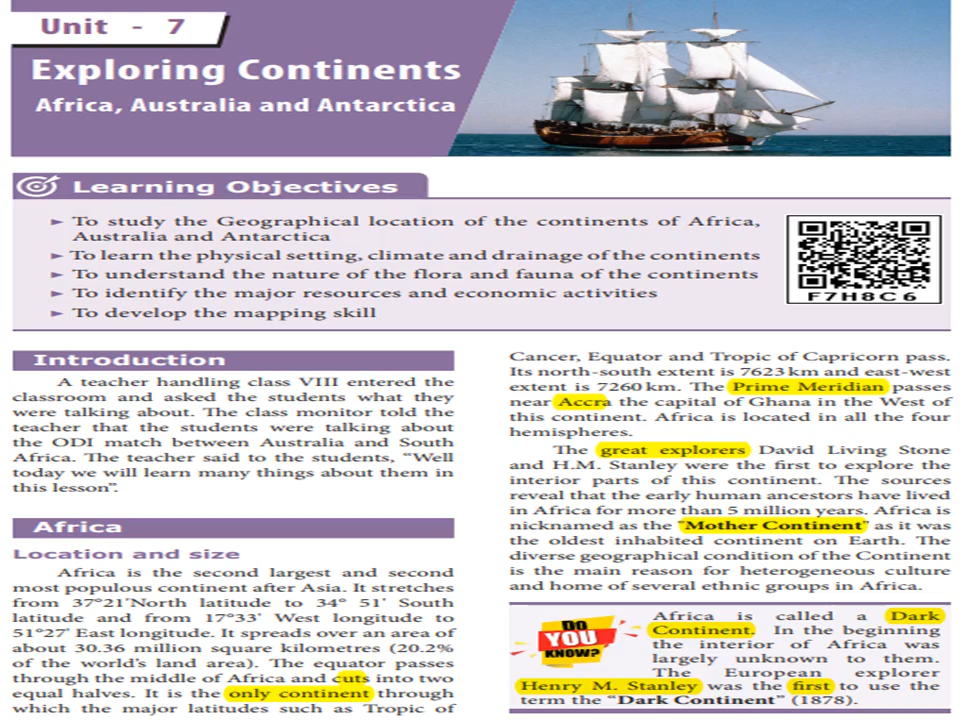 Unit - 7
Exploring Continents
Africa, Australia and Antarctica
Learning Objectives
► To study the Geographical location of the continents of Africa,
Australia and Antarctica
► To learn the physical setting, climate and drainage of the continents
► To understand the nature of the flora and fauna of the continents
► To identify the major resources and economic activities
► To develop the mapping skill
F7H8C6
Introduction
A teacher handling class VIII entered the
classroom and asked the students what they
were talking about. The class monitor told the
teacher that the students were talking about
the ODI match between Australia and South
Africa. The teacher said to the students, “Well
today we will learn many things about them in
this lesson”.
Africa
Location and size
Africa is the second largest and second
most populous continent after Asia. It stretches
from 37°21'North latitude to 34° 51' South
latitude and from 17°33' West longitude to
51°27' East longitude. It spreads over an area of
about 30.36 million square kilometres (20.2%
of the world's land area). The equator passes
through the middle of Africa and cuts into two
equal halves. It is the only continent through
which the major latitudes such as Tropic of
Cancer, Equator and Tropic of Capricorn pass.
Its north-south extent is 7623 km and east-west
extent is 7260 km. The Prime Meridian passes
near Accra the capital of Ghana in the West of
this continent. Africa is located in all the four
hemispheres.
The great explorers David Living Stone
and H.M. Stanley were the first to explore the
interior parts of this continent. The sources
reveal that the early human ancestors have lived
in Africa for more than 5 million years. Africa is
nicknamed as the "Mother Continent" as it was
the oldest inhabited continent on Earth. The
diverse geographical condition of the Continent
is the main reason for heterogeneous culture
and home of several ethnic groups in Africa.
DO
YOU
KNOW?
Africa is called a Dark
Continent. In the beginning
the interior of Africa was
largely unknown to them.
The European explorer
Henry M. Stanley was the first to use the
term the “Dark Continent” (1878).